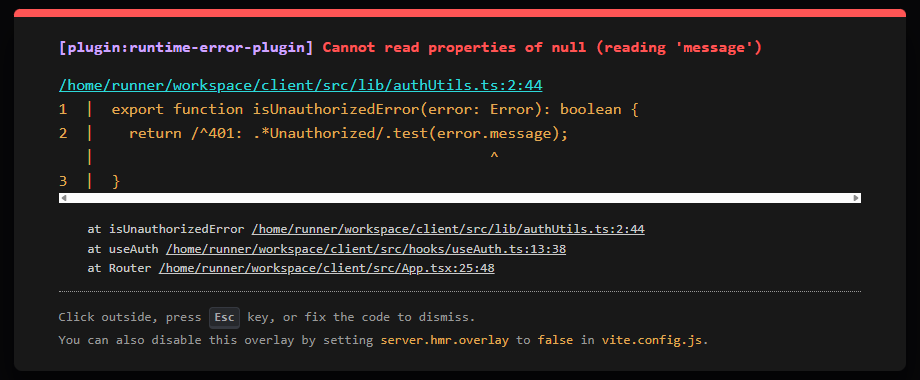 [plugin:runtime-error-plugin] Cannot read properties of null (reading 'message')
/home/runner/workspace/client/src/lib/authUtils.ts:2:44
1  |  export function isUnauthorizedError(error: Error): boolean {
2  |    return /^401: .*Unauthorized/.test(error.message);
   |                                            ^
3  |  }
at isUnauthorizedError /home/runner/workspace/client/src/lib/authUtils.ts:2:44
at useAuth /home/runner/workspace/client/src/hooks/useAuth.ts:13:38
at Router /home/runner/workspace/client/src/App.tsx:25:48
Click outside, press Esc key, or fix the code to dismiss.
You can also disable this overlay by setting server.hmr.overlay to false in vite.config.js.